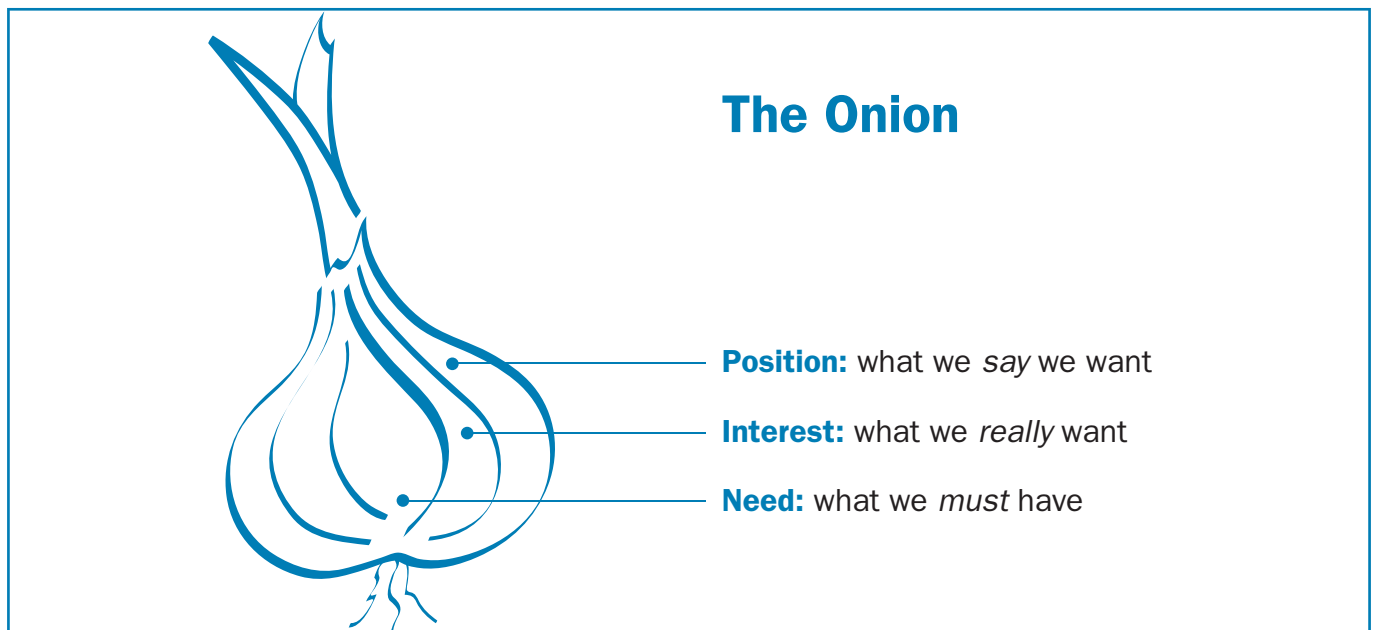 The Onion
Position: what we say we want
Interest: what we really want
Need: what we must have